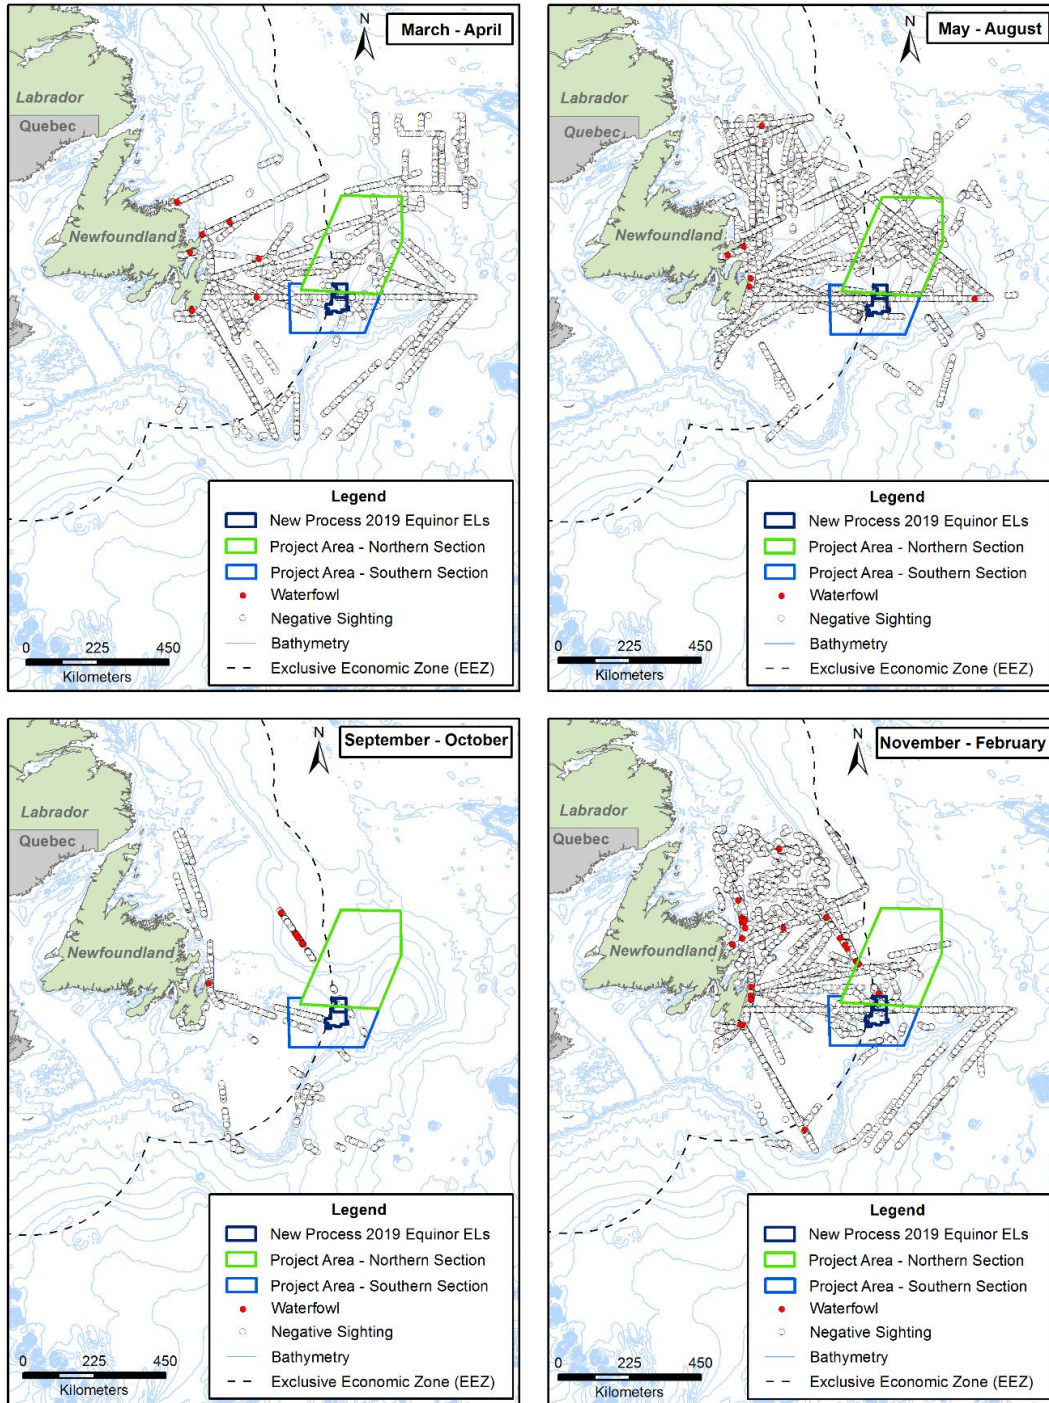 N
March - April
Labrador
Quebec
Newfoundland
Legend
New Process 2019 Equinor ELs
Project Area - Northern Section
Project Area - Southern Section
Waterfowl
Negative Sighting
Bathymetry
Exclusive Economic Zone (EEZ)
0 225 450
Kilometers
N
May - August
Labrador
Quebec
Newfoundland
Legend
New Process 2019 Equinor ELs
Project Area - Northern Section
Project Area - Southern Section
Waterfowl
Negative Sighting
Bathymetry
Exclusive Economic Zone (EEZ)
0 225 450
Kilometers
N
September - October
Labrador
Quebec
Newfoundland
Legend
New Process 2019 Equinor ELs
Project Area - Northern Section
Project Area - Southern Section
Waterfowl
Negative Sighting
Bathymetry
Exclusive Economic Zone (EEZ)
0 225 450
Kilometers
N
November - February
Labrador
Quebec
Newfoundland
Legend
New Process 2019 Equinor ELs
Project Area - Northern Section
Project Area - Southern Section
Waterfowl
Negative Sighting
Bathymetry
Exclusive Economic Zone (EEZ)
0 225 450
Kilometers